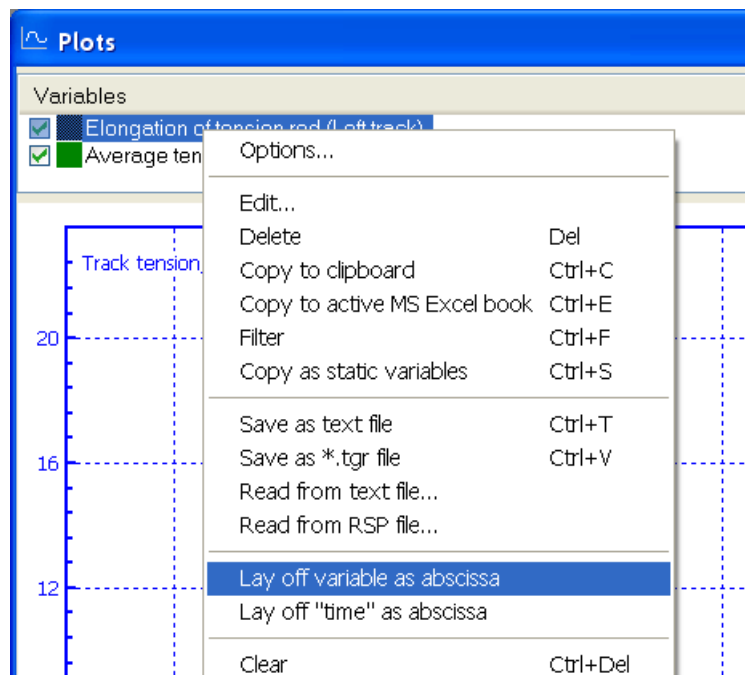 Plots
Variables
Elongation of tension rod (Left track)
Average ten
Options...
Edit...
Delete Del
Copy to clipboard Ctrl+C
Copy to active MS Excel book Ctrl+E
Filter Ctrl+F
Copy as static variables Ctrl+S
Save as text file Ctrl+T
Save as *.tgr file Ctrl+V
Read from text file...
Read from RSP file...
Lay off variable as abscissa
Lay off "time" as abscissa
Clear Ctrl+Del
Track tension,
20
16
12